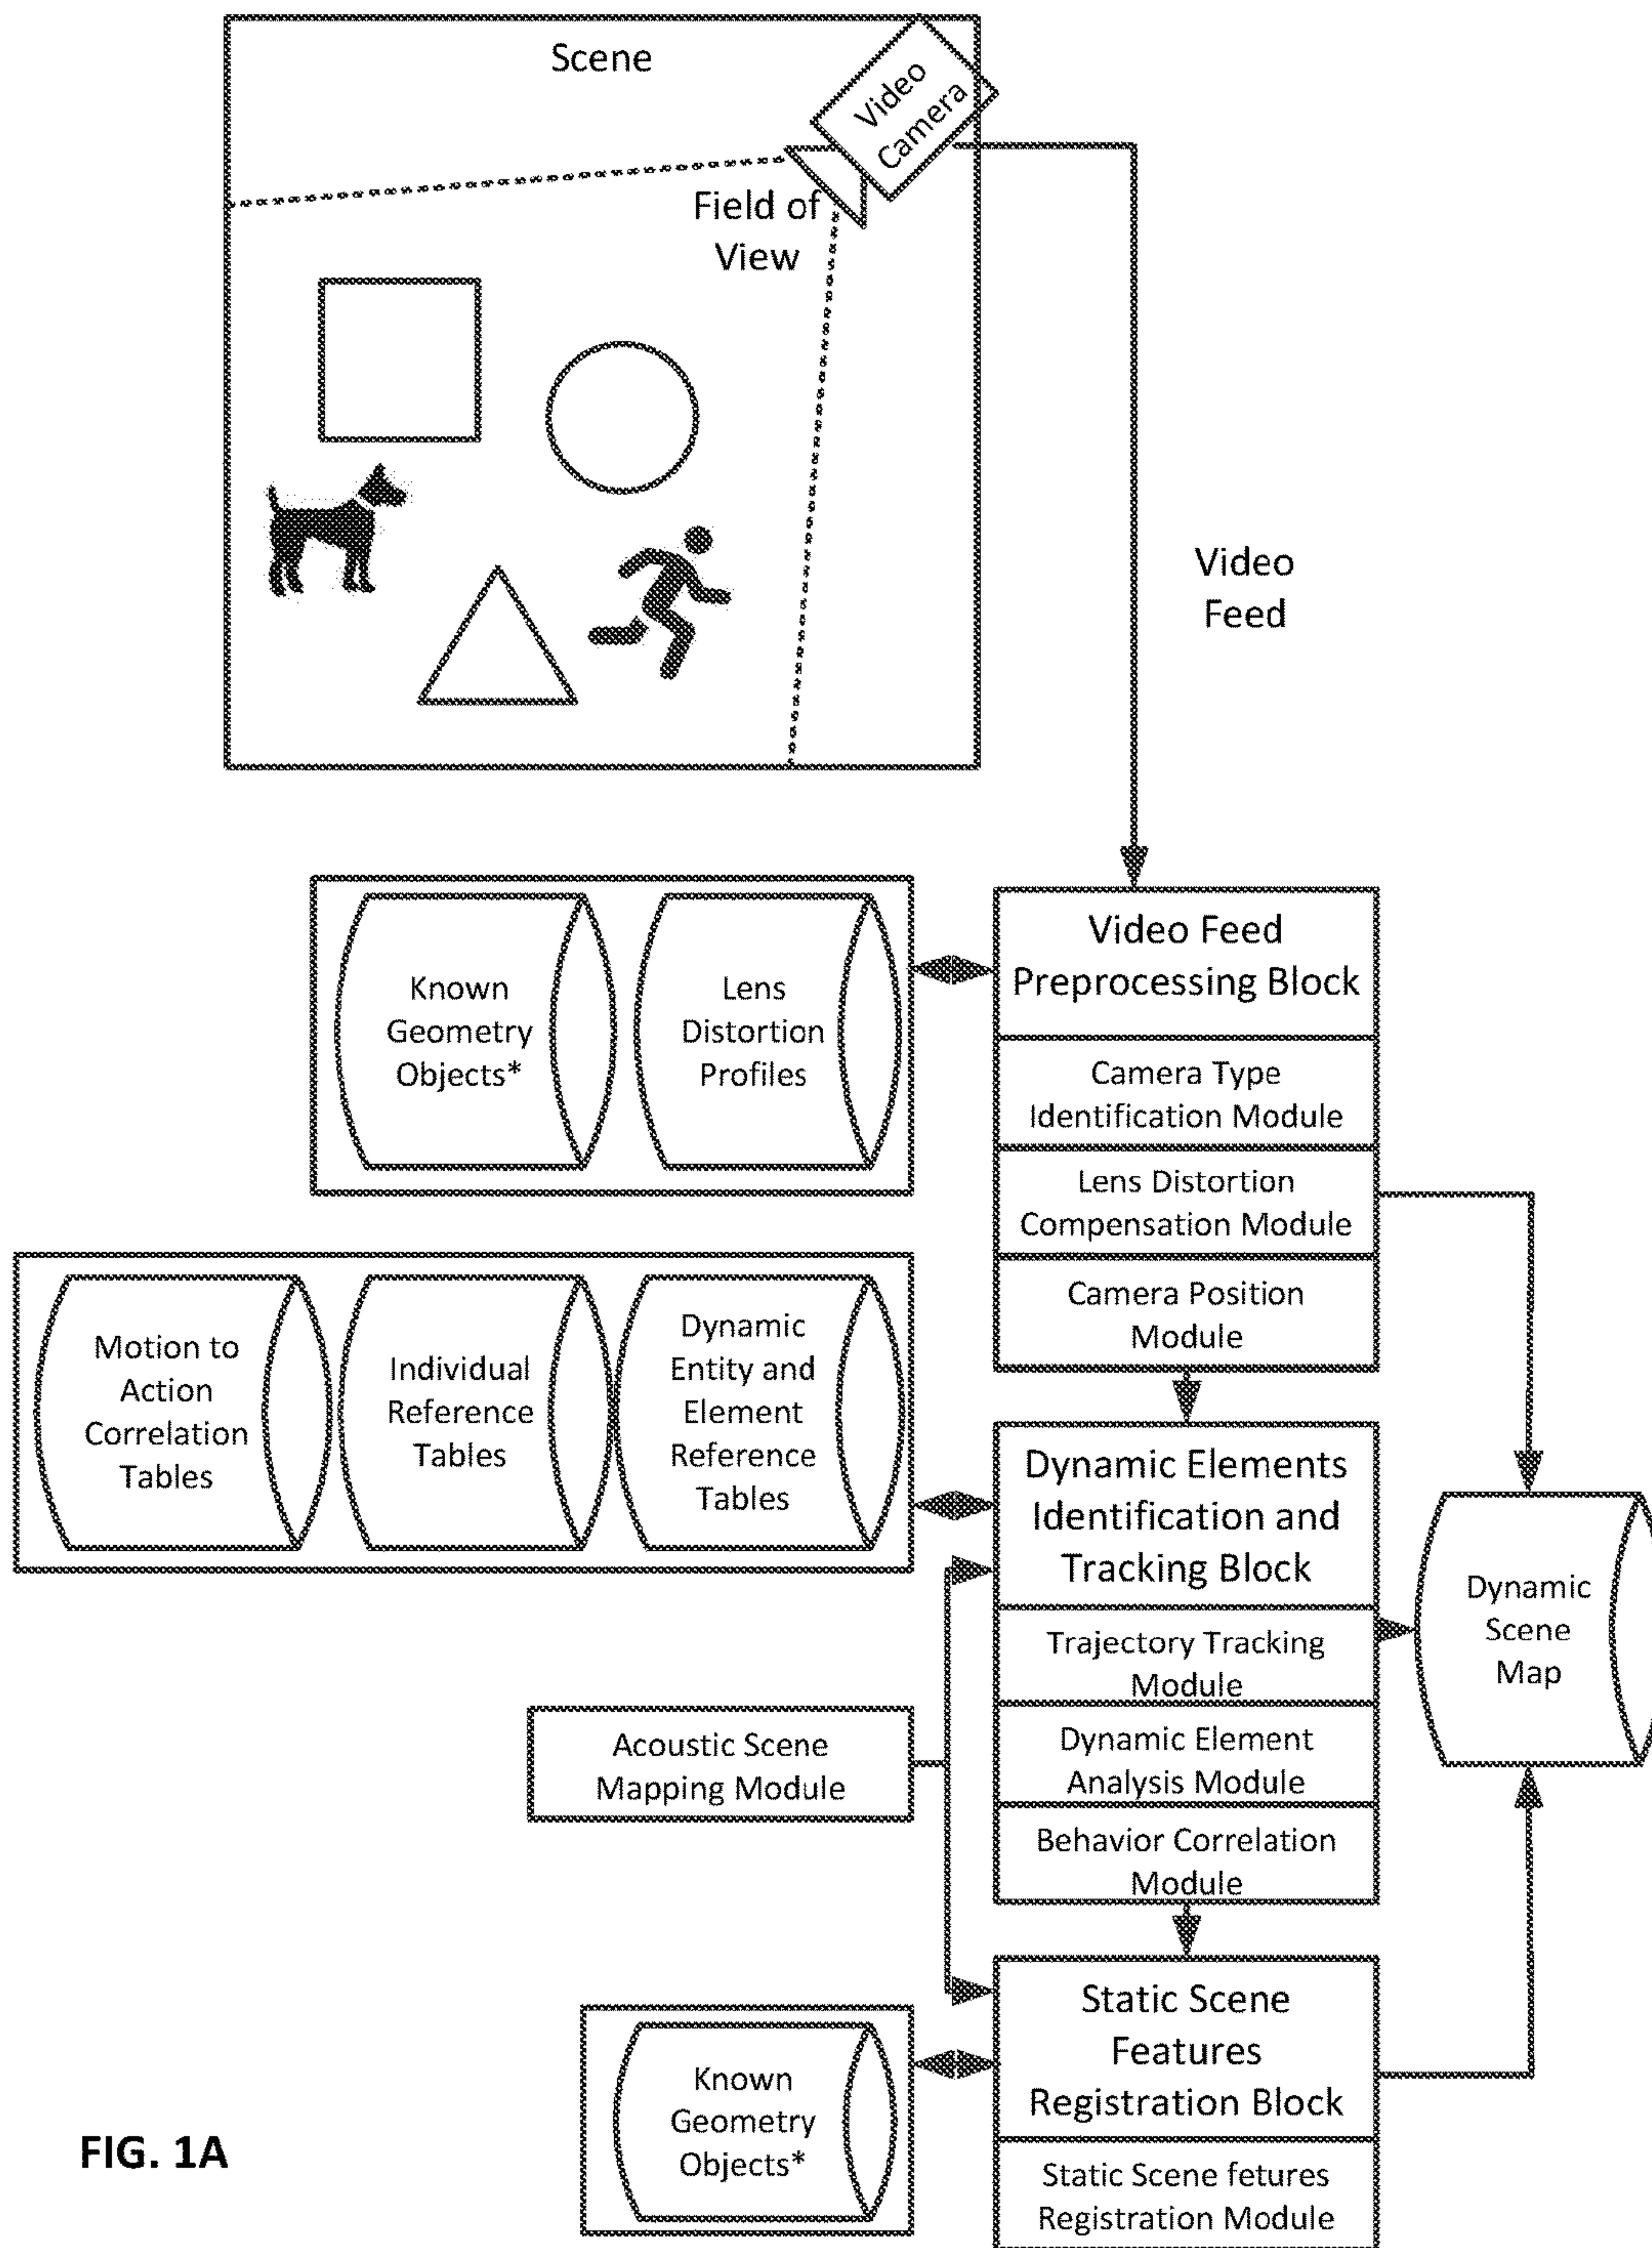 Scene
Video
Camera
Field of
View
Video
Feed
Known
Geometry
Objects*
Lens
Distortion
Profiles
Video Feed
Preprocessing Block
Camera Type
Identification Module
Lens Distortion
Compensation Module
Camera Position
Module
Motion to
Action
Correlation
Tables
Individual
Reference
Tables
Dynamic
Entity and
Element
Reference
Tables
Dynamic Elements
Identification and
Tracking Block
Trajectory Tracking
Module
Dynamic Element
Analysis Module
Behavior Correlation
Module
Dynamic
Scene
Map
Acoustic Scene
Mapping Module
Known
Geometry
Objects*
Static Scene
Features
Registration Block
Static Scene fetures
Registration Module
FIG. 1A